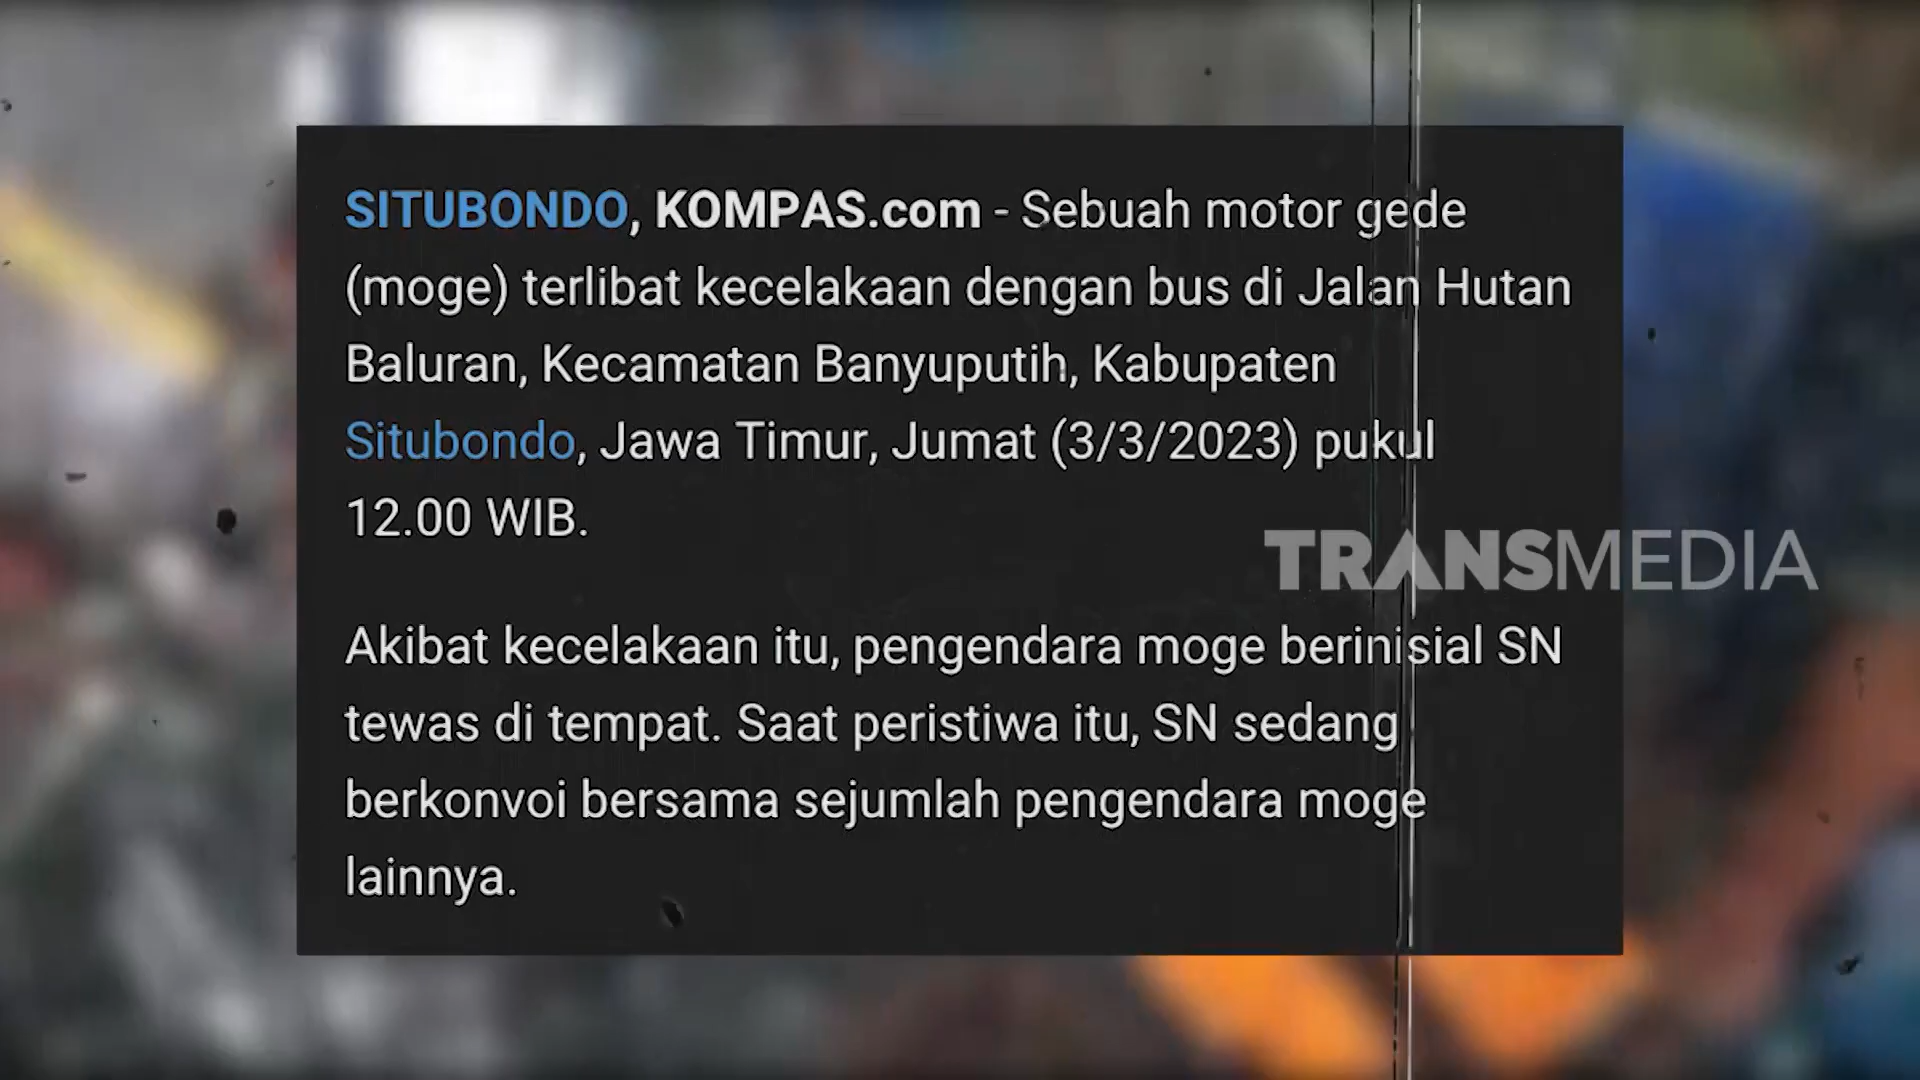 SITUBONDO, KOMPAS.com - Sebuah motor gede
(moge) terlibat kecelakaan dengan bus di Jalan Hutan
Baluran, Kecamatan Banyuputih, Kabupaten
Situbondo, Jawa Timur, Jumat (3/3/2023) pukul
12.00 WIB.
TRANSMEDIA
Akibat kecelakaan itu, pengendara moge berinisial SN
tewas di tempat. Saat peristiwa itu, SN sedang
berkonvoi bersama sejumlah pengendara moge
lainnya.